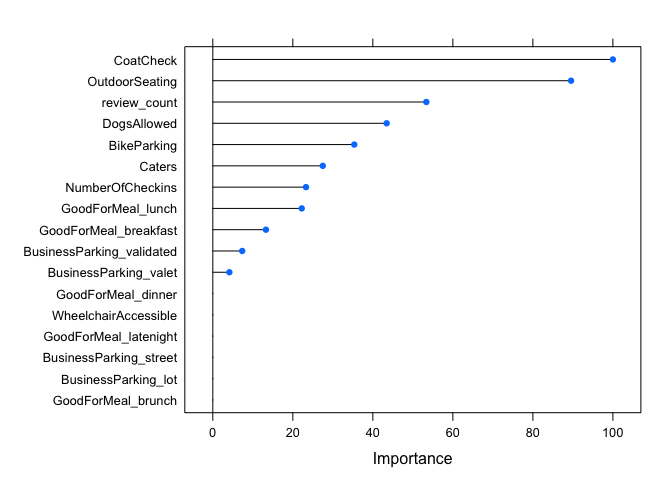 CoatCheck
OutdoorSeating
review_count
DogsAllowed
BikeParking
Caters
NumberOfCheckins
GoodForMeal_lunch
GoodForMeal_breakfast
BusinessParking_validated
BusinessParking_valet
GoodForMeal_dinner
WheelchairAccessible
GoodForMeal_latenight
BusinessParking_street
BusinessParking_lot
GoodForMeal_brunch
0 20 40 60 80 100
Importance